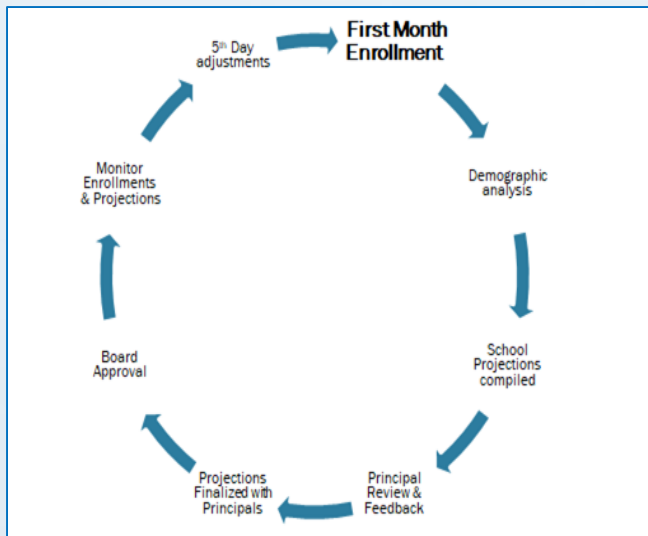 First Month
Enrollment
Demographic
analysis
School
Projections
compiled
Principal
Review &
Feedback
Projections
Finalized with
Principals
Board
Approval
Monitor
Enrollments
& Projections
5th Day
adjustments